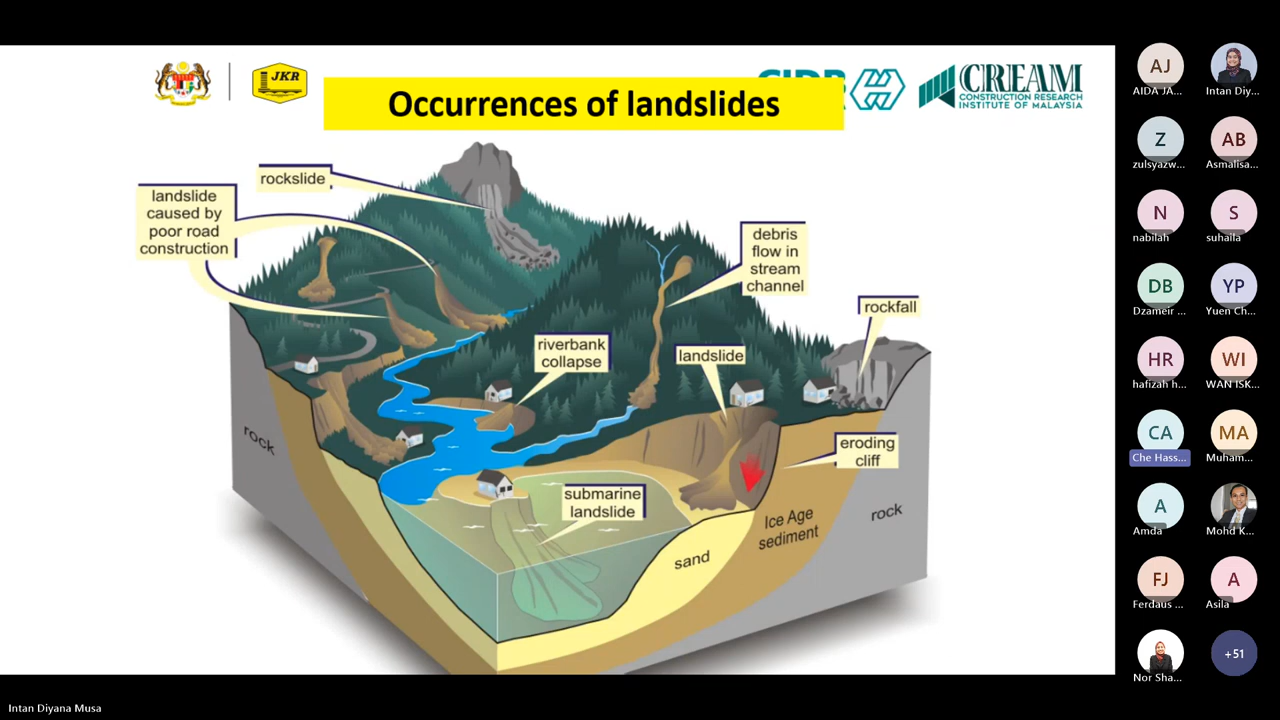 JKR
CIDB
CREAM
CONSTRUCTION RESEARCH
INSTITUTE OF MALAYSIA
Occurrences of landslides
rockslide
landslide
caused by
poor road
construction
debris
flow in
stream
channel
rockfall
riverbank
collapse
landslide
eroding
cliff
submarine
landslide
rock
sand
Ice Age
sediment
rock
AJ
AIDA JA...
Intan Diy...
Z
zulsyazw...
AB
Asmalisa...
N
nabilah
S
suhaila
DB
Dzameir ...
YP
Yuen Ch...
HR
hafizah h...
WI
WAN ISK...
CA
Che Hass...
MA
Muham...
A
Amda
Mohd K...
FJ
Ferdaus ...
A
Asila
Nor Sha...
+51
Intan Diyana Musa